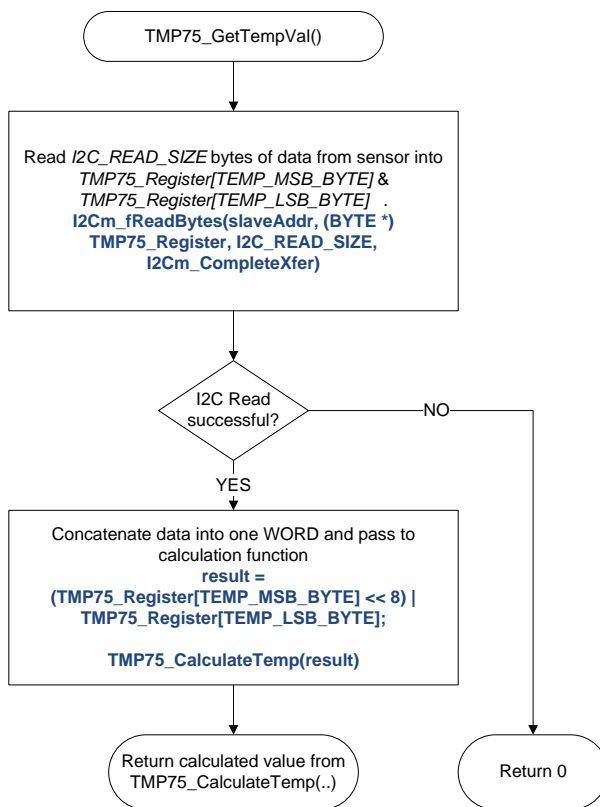 TMP75_GetTempVal()
Read I2C_READ_SIZE bytes of data from sensor into
TMP75_Register[TEMP_MSB_BYTE] &
TMP75_Register[TEMP_LSB_BYTE] .
I2Cm_fReadBytes(slaveAddr, (BYTE *)
TMP75_Register, I2C_READ_SIZE,
I2Cm_CompleteXfer)
I2C Read
successful?
NO
YES
Concatenate data into one WORD and pass to
calculation function
result =
(TMP75_Register[TEMP_MSB_BYTE] << 8) |
TMP75_Register[TEMP_LSB_BYTE];
TMP75_CalculateTemp(result)
Return calculated value from
TMP75_CalculateTemp(..)
Return 0